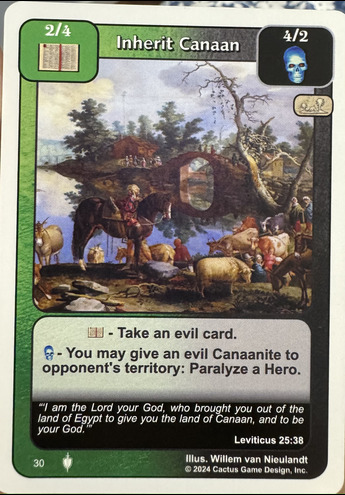 2/4
Inherit Canaan
4/2
- Take an evil card.
- You may give an evil Canaanite to
opponent's territory: Paralyze a Hero.
"'I am the Lord your God, who brought you out of the
land of Egypt to give you the land of Canaan, and to be
your God.'"
Leviticus 25:38
30
Illus. Willem van Nieulandt
© 2024 Cactus Game Design, Inc.